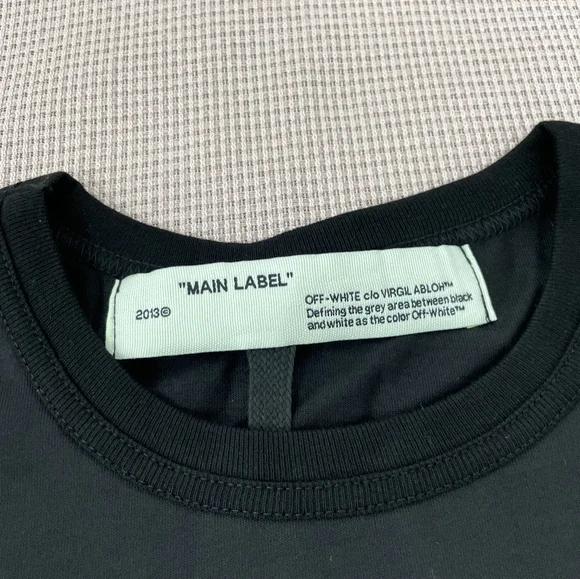 "MAIN LABEL"
2013©
OFF-WHITE c/o VIRGIL ABLOH™
Defining the grey area between black
and white as the color Off-White™